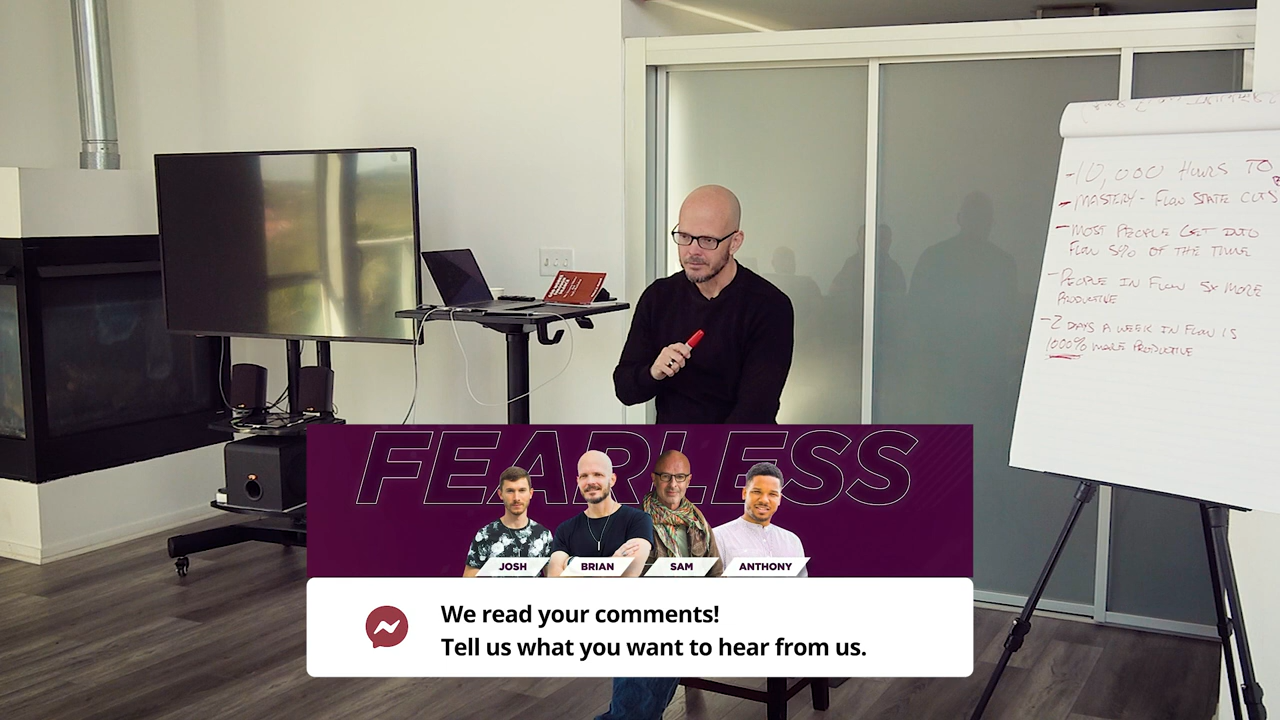 - 10,000 HOURS TO
- MASTERY - FLOW STATE CUTS
- MOST PEOPLE GET INTO
FLOW 5% OF THE TIME
- PEOPLE IN FLOW 5X MORE
PRODUCTIVE
- 2 DAYS A WEEK IN FLOW IS
1000% MORE PRODUCTIVE
FEARLESS
JOSH
BRIAN
SAM
ANTHONY
We read your comments!
Tell us what you want to hear from us.